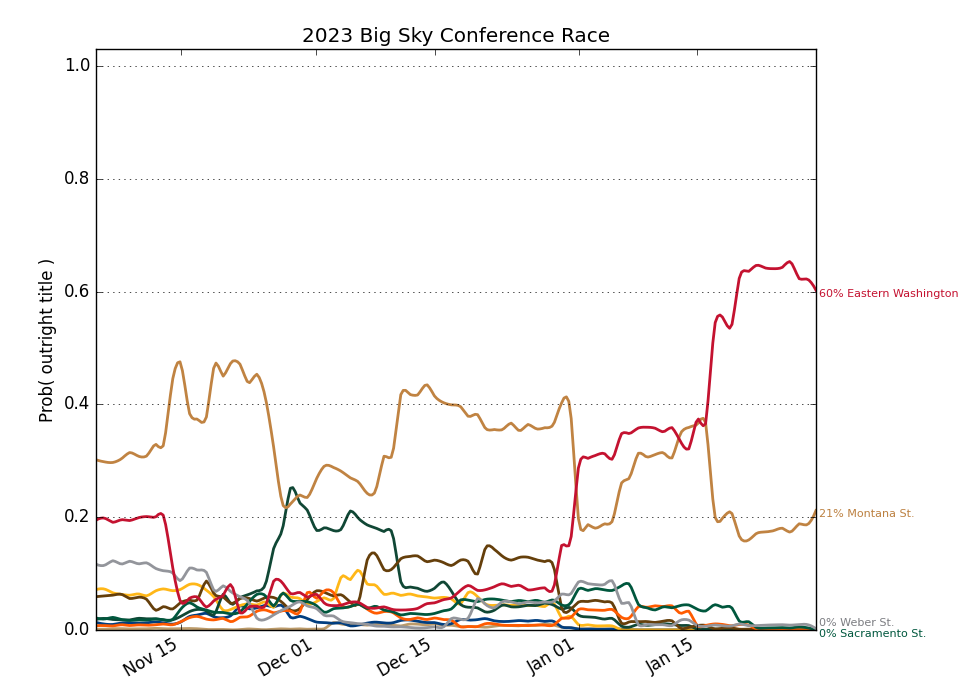 2023 Big Sky Conference Race
1.0
0.8
0.6
0.4
0.2
0.0
Prob( outright title )
60% Eastern Washington
21% Montana St.
0% Weber St.
0% Sacramento St.
Nov 15
Dec 01
Dec 15
Jan 01
Jan 15